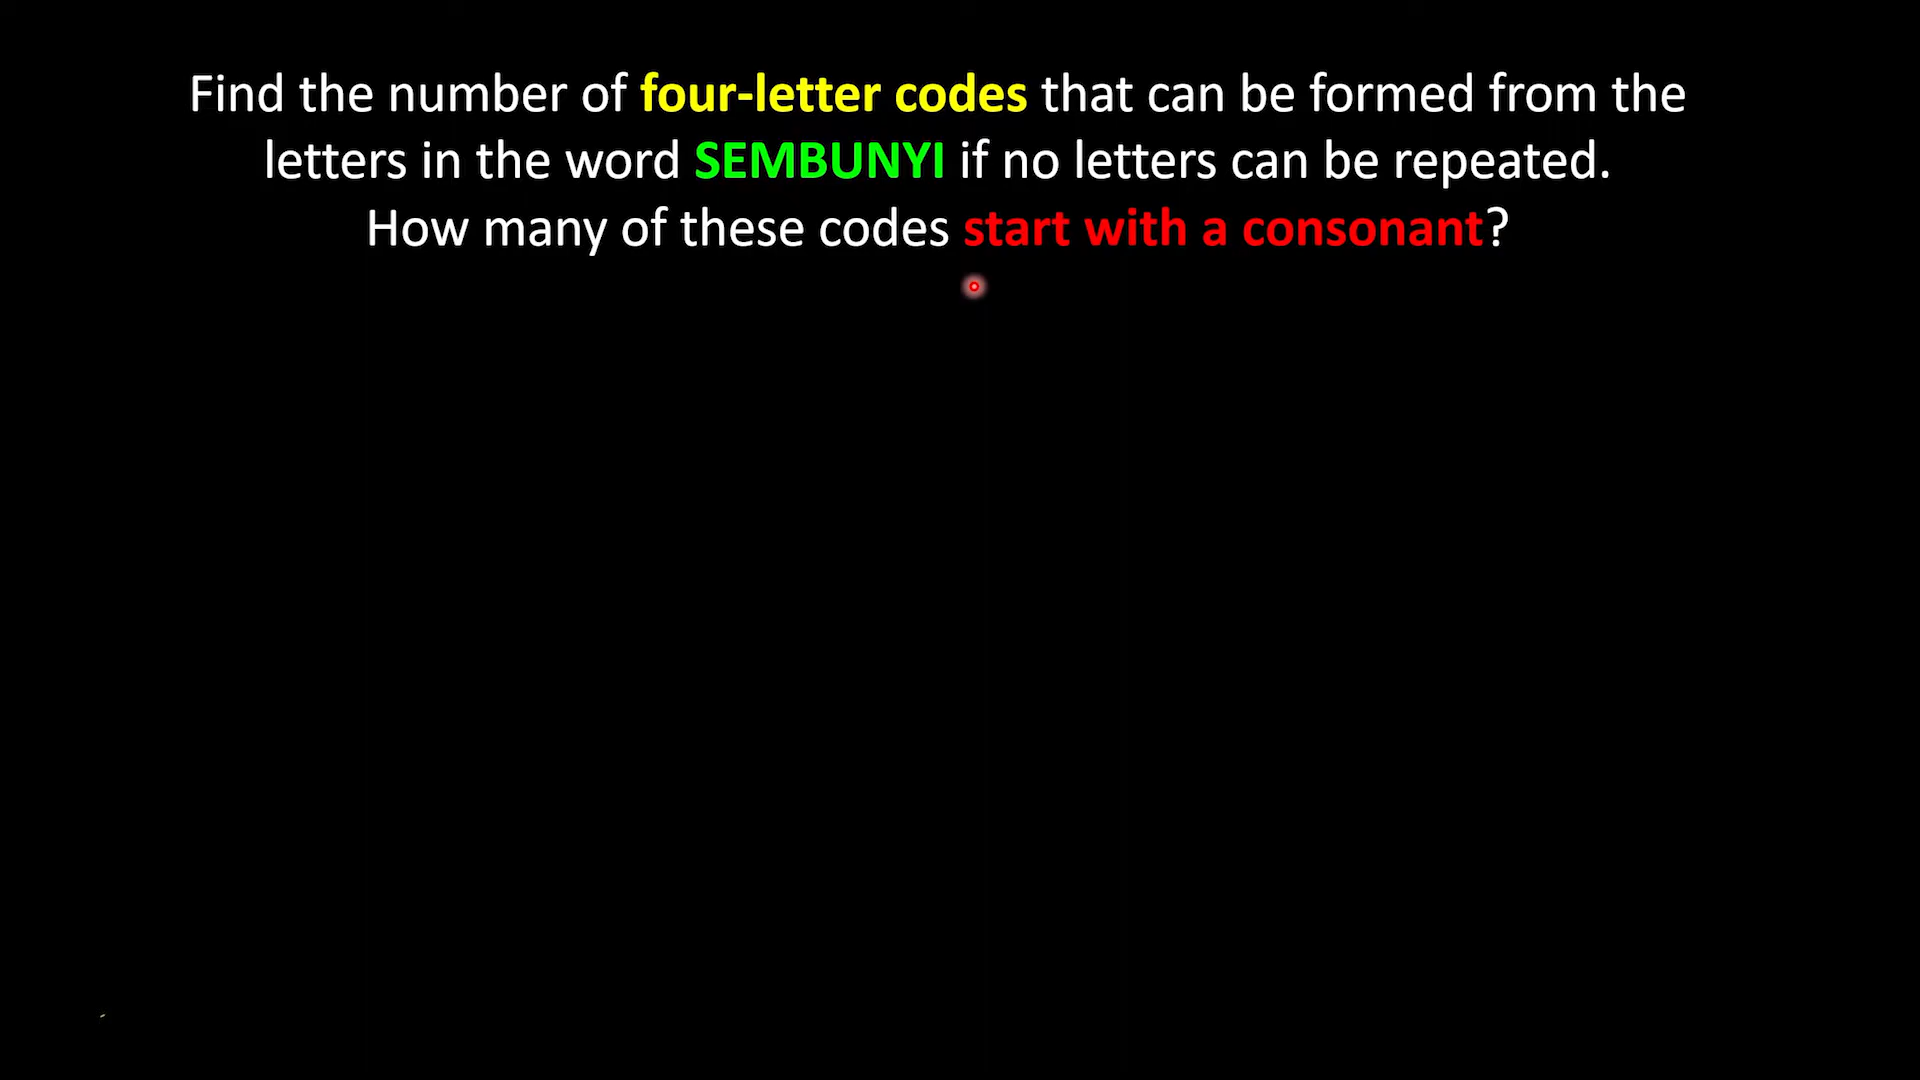 Find the number of four-letter codes that can be formed from the
letters in the word SEMBUNYI if no letters can be repeated.
How many of these codes start with a consonant?